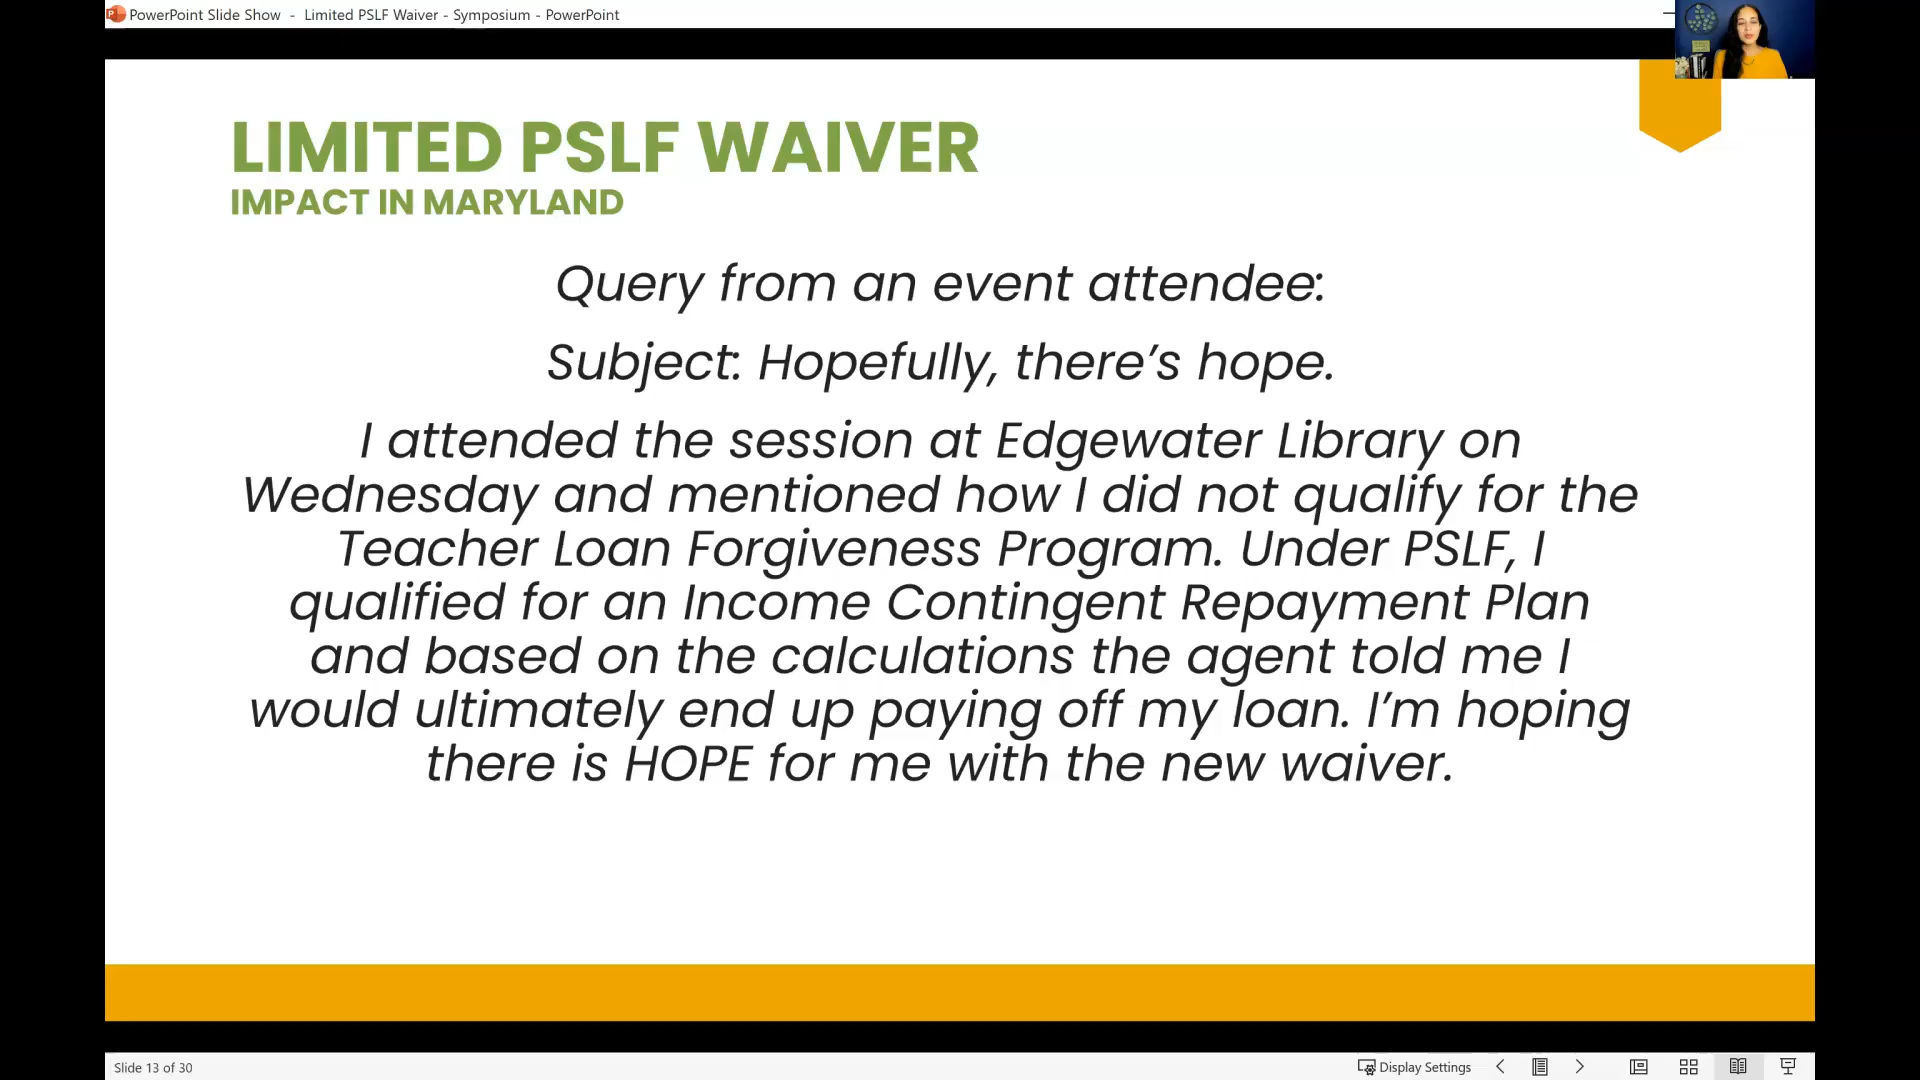 PowerPoint Slide Show - Limited PSLF Waiver - Symposium - PowerPoint
LIMITED PSLF WAIVER
IMPACT IN MARYLAND
Query from an event attendee:
Subject: Hopefully, there's hope.
I attended the session at Edgewater Library on
Wednesday and mentioned how I did not qualify for the
Teacher Loan Forgiveness Program. Under PSLF, I
qualified for an Income Contingent Repayment Plan
and based on the calculations the agent told me I
would ultimately end up paying off my loan. I'm hoping
there is HOPE for me with the new waiver.
Slide 13 of 30
Display Settings